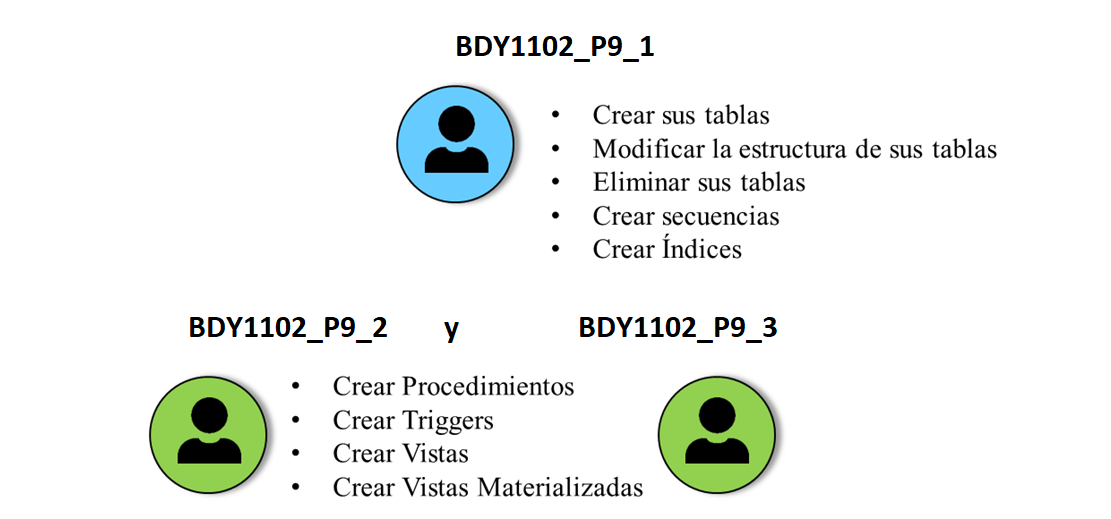 BDY1102_P9_1
• Crear sus tablas
• Modificar la estructura de sus tablas
• Eliminar sus tablas
• Crear secuencias
• Crear Índices
BDY1102_P9_2 y BDY1102_P9_3
• Crear Procedimientos
• Crear Triggers
• Crear Vistas
• Crear Vistas Materializadas